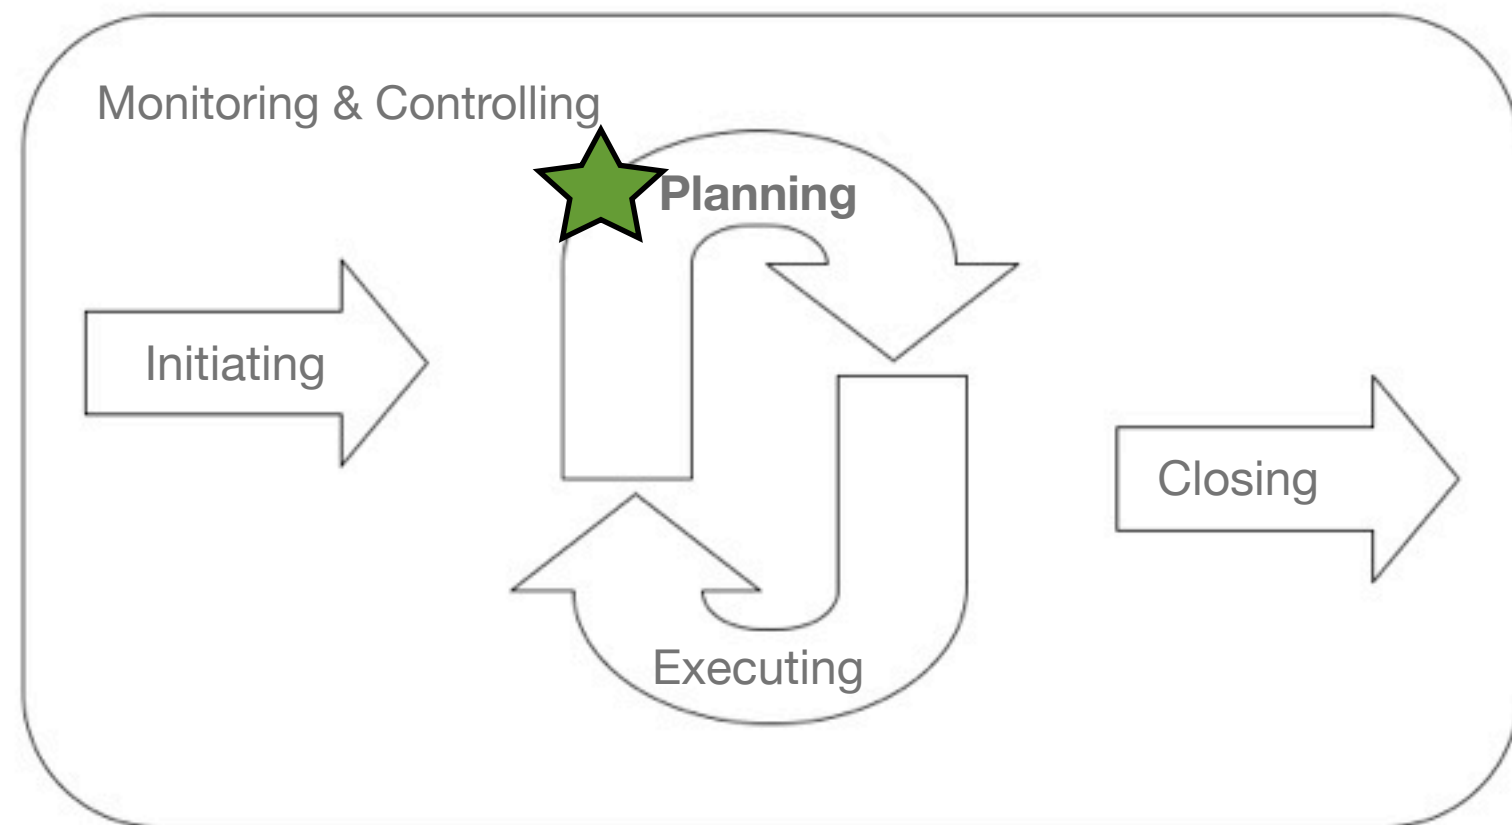 Monitoring & Controlling
Planning
Initiating
Closing
Executing